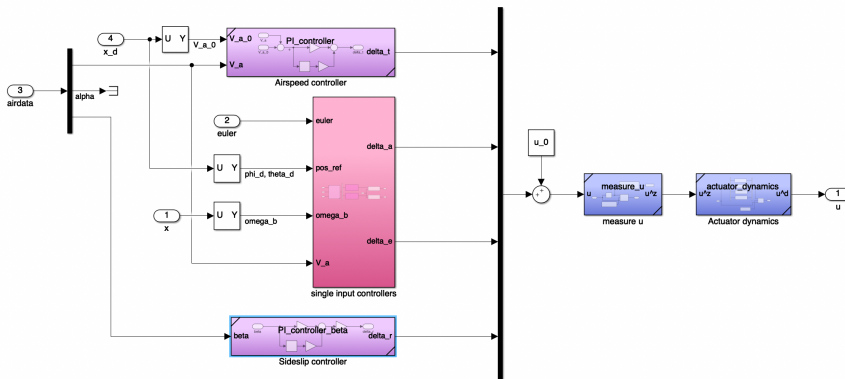 4
x_d
U Y
V_a_0
V_a_0
V_a
PI_controller
delta_t
Airspeed controller
3
airdata
alpha
2
euler
euler
delta_a
U Y
phi_d, theta_d
pos_ref
1
x
U Y
omega_b
omega_b
delta_e
V_a
single input controllers
beta
PI_controller_beta
delta_r
Sideslip controller
u_0
+
+
u
measure_u
u^z
measure u
u^z
actuator_dynamics
u^d
Actuator dynamics
1
u